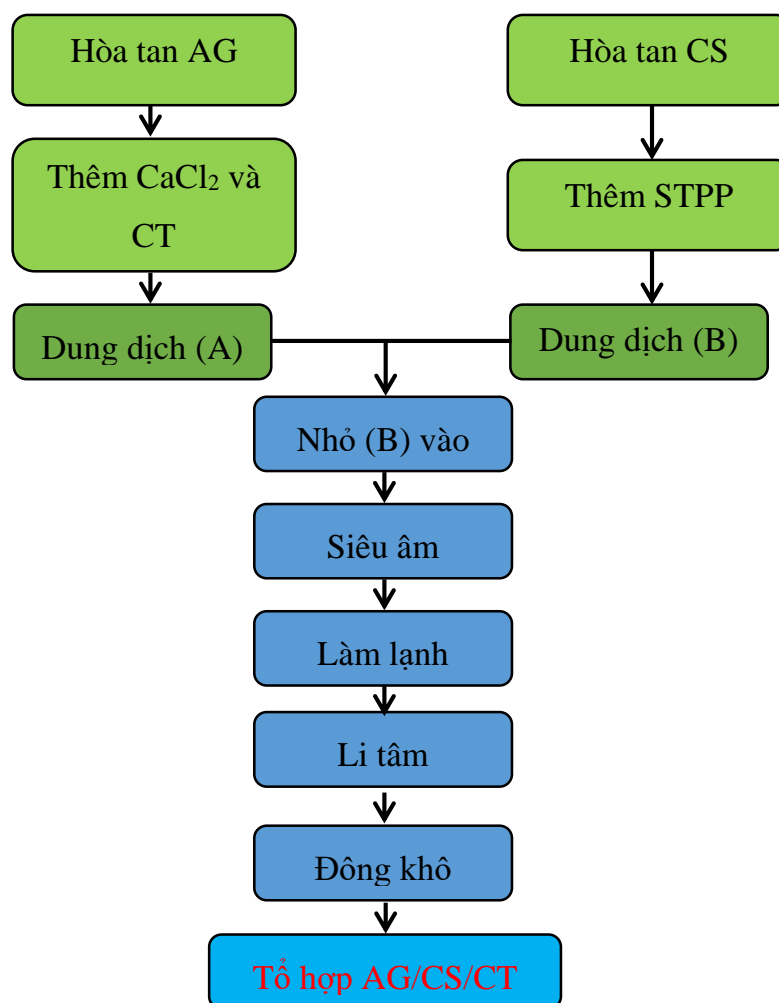 Hòa tan AG
Hòa tan CS
Thêm CaCl₂ và
CT
Thêm STPP
Dung dịch (A)
Dung dịch (B)
Nhỏ (B) vào
Siêu âm
Làm lạnh
Li tâm
Đông khô
Tổ hợp AG/CS/CT